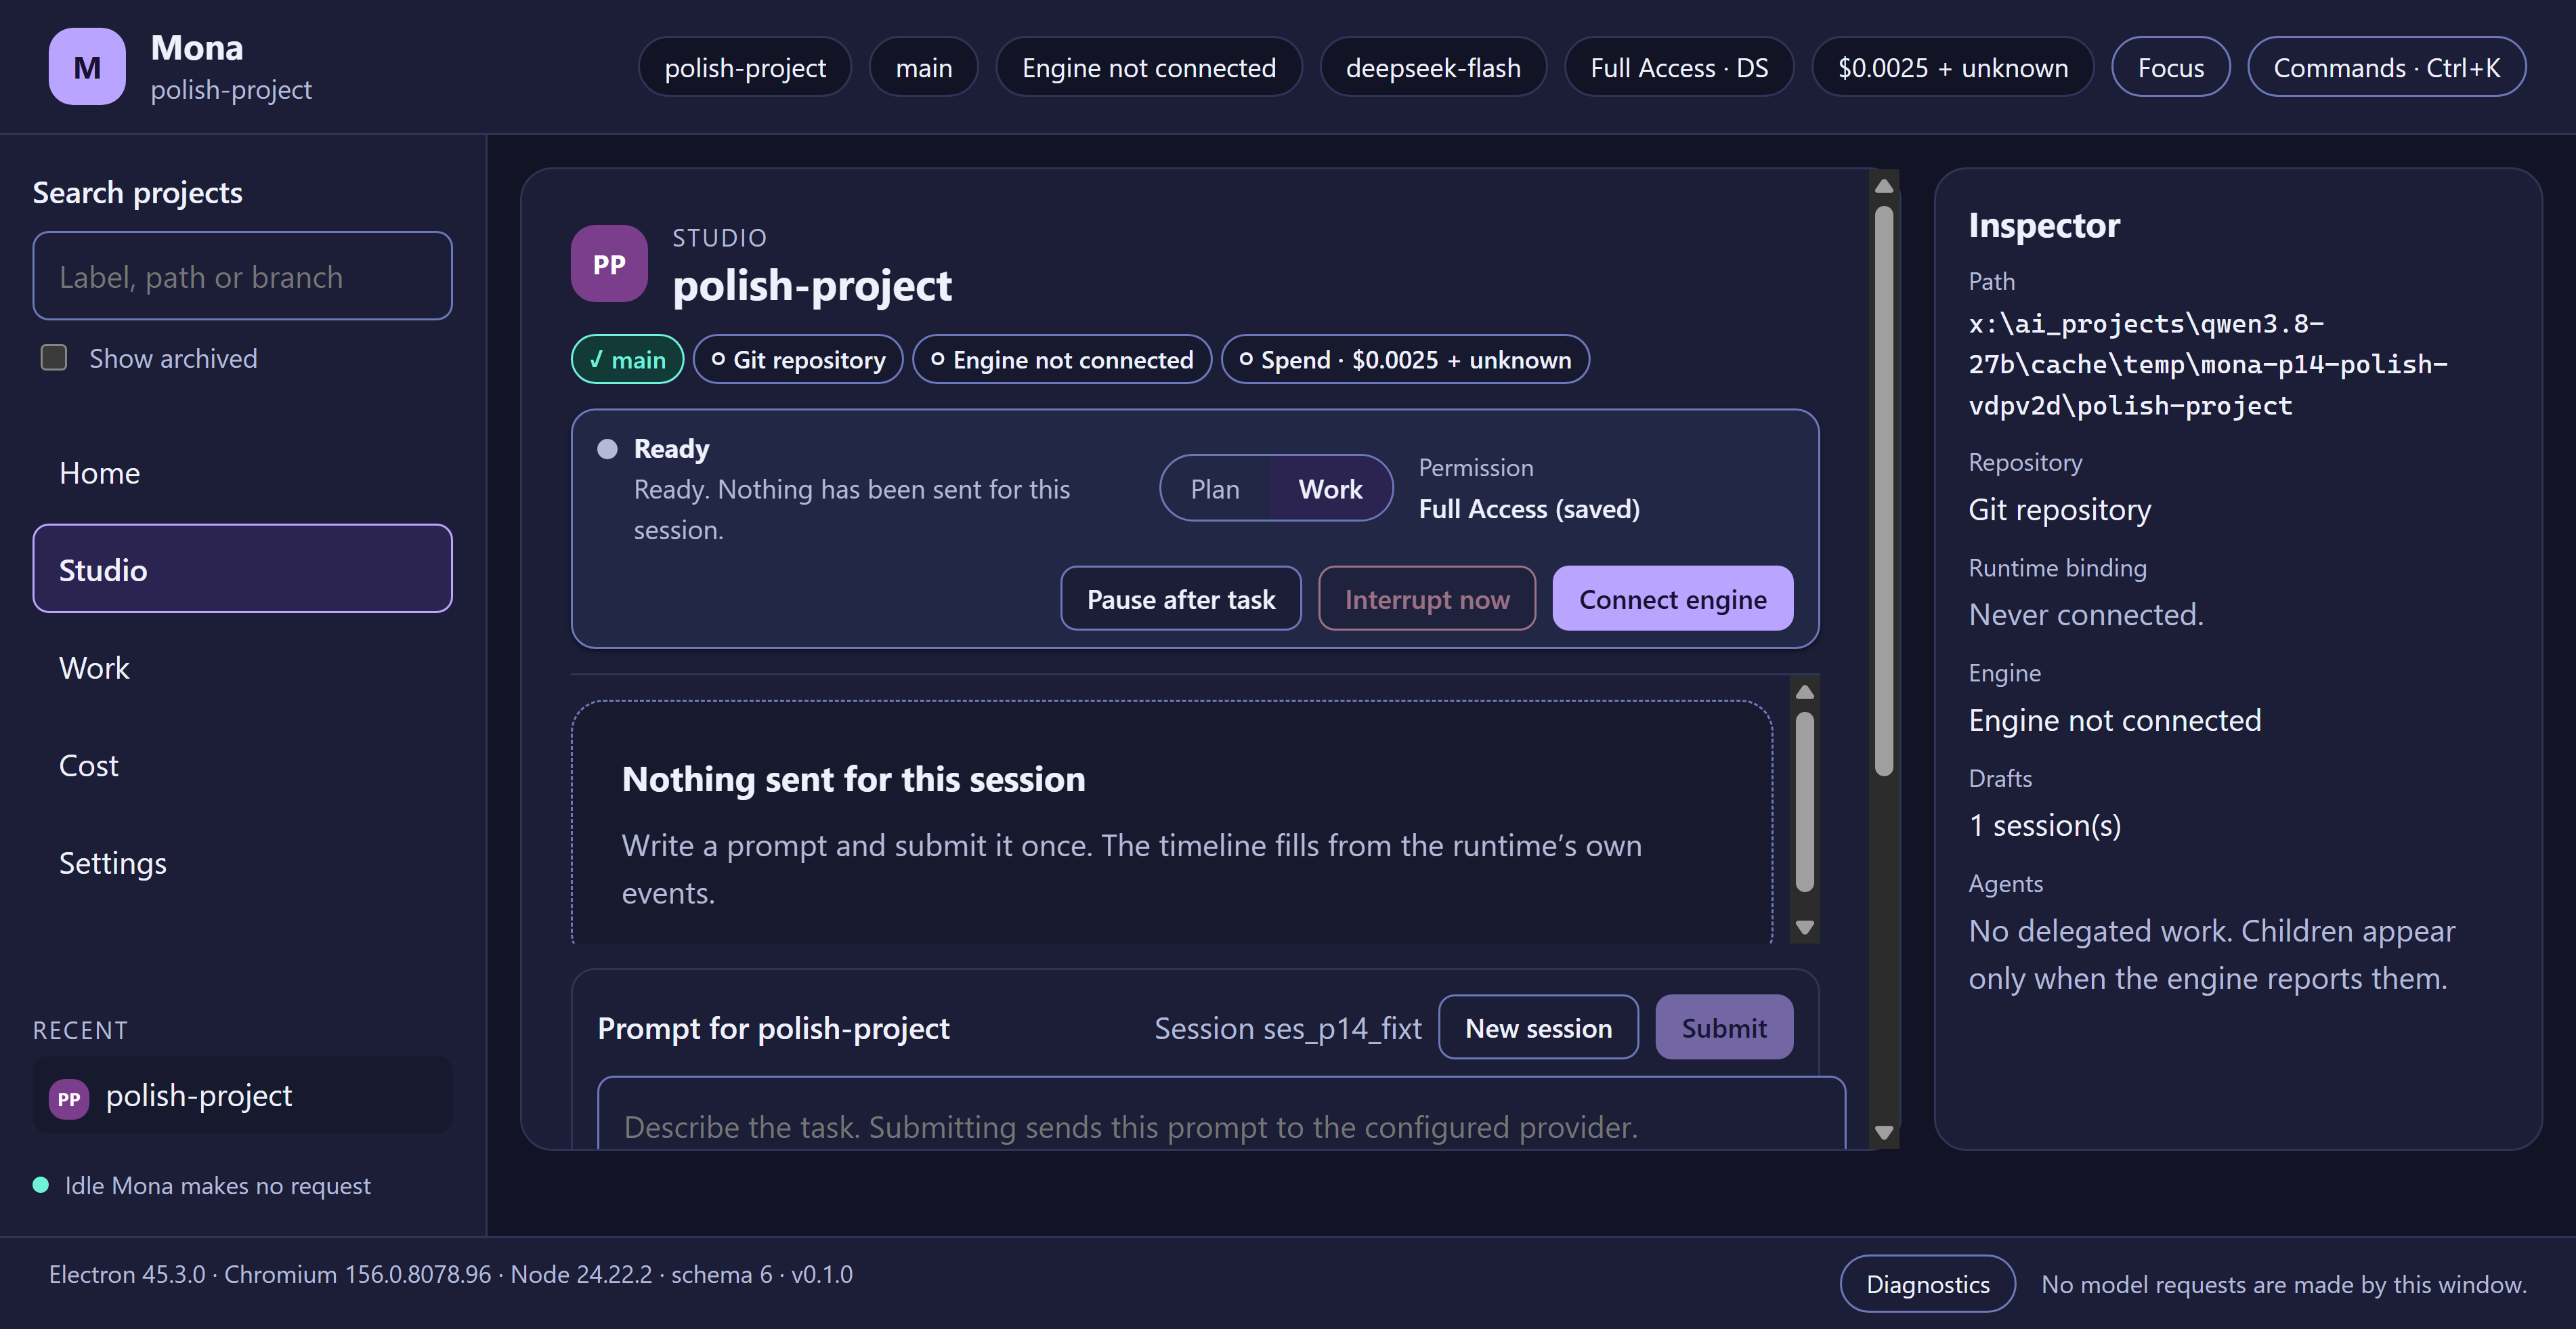 M
Mona
polish-project
polish-project
main
Engine not connected
deepseek-flash
Full Access · DS
$0.0025 + unknown
Focus
Commands · Ctrl+K
Search projects
Label, path or branch
Show archived
Home
Studio
Work
Cost
Settings
RECENT
PP
polish-project
Idle Mona makes no request
PP
STUDIO
polish-project
✓ main
Git repository
Engine not connected
Spend · $0.0025 + unknown
Ready
Ready. Nothing has been sent for this
session.
Plan
Work
Permission
Full Access (saved)
Pause after task
Interrupt now
Connect engine
Nothing sent for this session
Write a prompt and submit it once. The timeline fills from the runtime’s own
events.
Prompt for polish-project
Session ses_p14_fixt
New session
Submit
Describe the task. Submitting sends this prompt to the configured provider.
Inspector
Path
x:\ai_projects\qwen3.8-
27b\cache\temp\mona-p14-polish-
vdpv2d\polish-project
Repository
Git repository
Runtime binding
Never connected.
Engine
Engine not connected
Drafts
1 session(s)
Agents
No delegated work. Children appear
only when the engine reports them.
Electron 45.3.0 · Chromium 156.0.8078.96 · Node 24.22.2 · schema 6 · v0.1.0
Diagnostics
No model requests are made by this window.